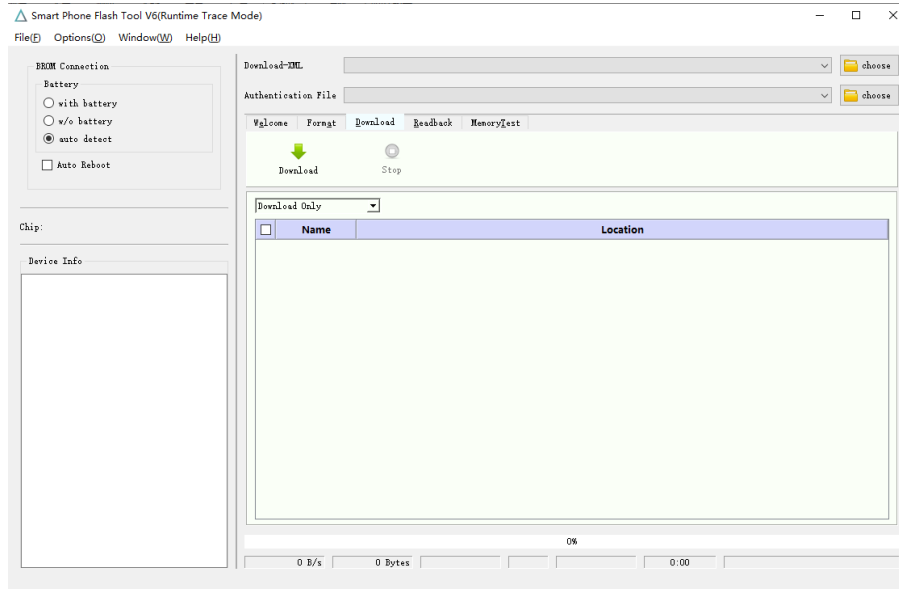 Smart Phone Flash Tool V6(Runtime Trace Mode)
File(F) Options(O) Window(W) Help(H)
BROM Connection
Battery
with battery
w/o battery
auto detect
Auto Reboot
Chip:
Device Info
Download-XML
choose
Authentication File
choose
Welcome Format Download Readback MemoryTest
Download Stop
Download Only
Name Location
0%
0 B/s 0 Bytes 0:00